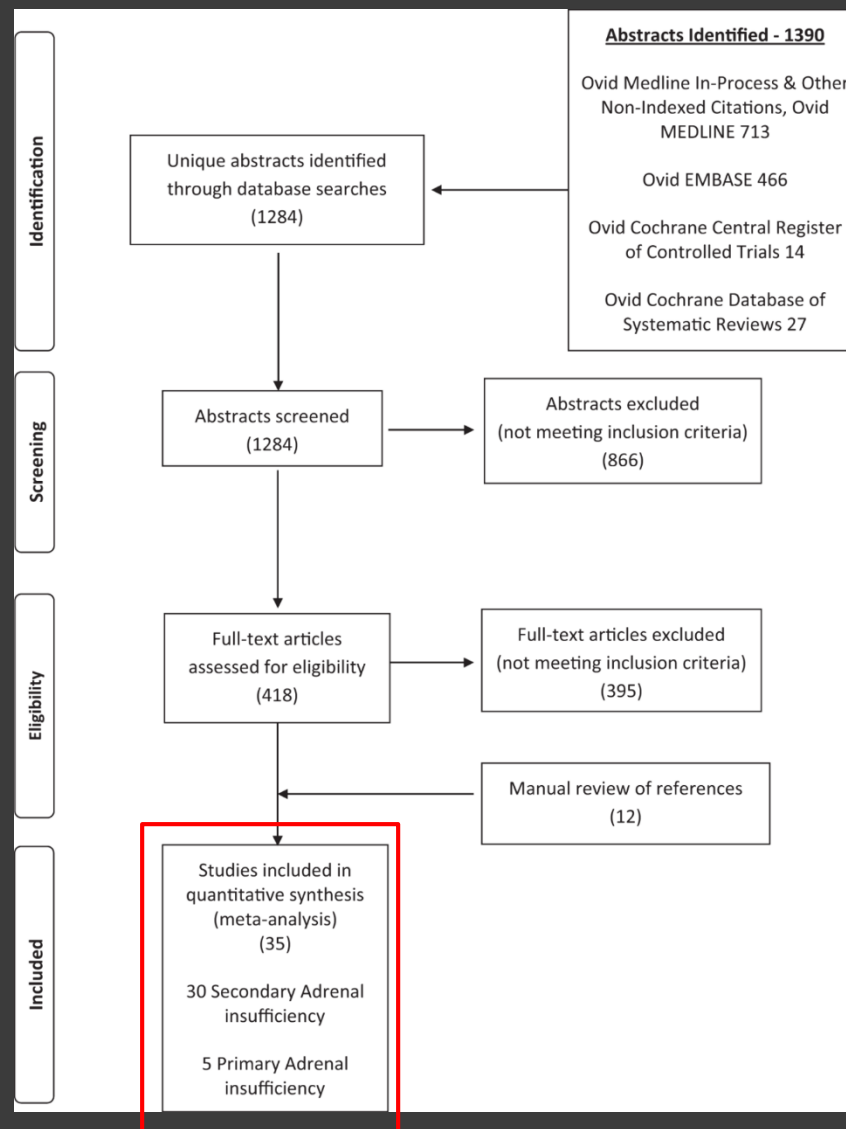 Abstracts Identified - 1390
Ovid Medline In-Process & Other
Non-Indexed Citations, Ovid
MEDLINE 713
Ovid EMBASE 466
Ovid Cochrane Central Register
of Controlled Trials 14
Ovid Cochrane Database of
Systematic Reviews 27
Identification
Unique abstracts identified
through database searches
(1284)
Screening
Abstracts screened
(1284)
Abstracts excluded
(not meeting inclusion criteria)
(866)
Eligibility
Full-text articles
assessed for eligibility
(418)
Full-text articles excluded
(not meeting inclusion criteria)
(395)
Manual review of references
(12)
Included
Studies included in
quantitative synthesis
(meta-analysis)
(35)
30 Secondary Adrenal
insufficiency
5 Primary Adrenal
insufficiency